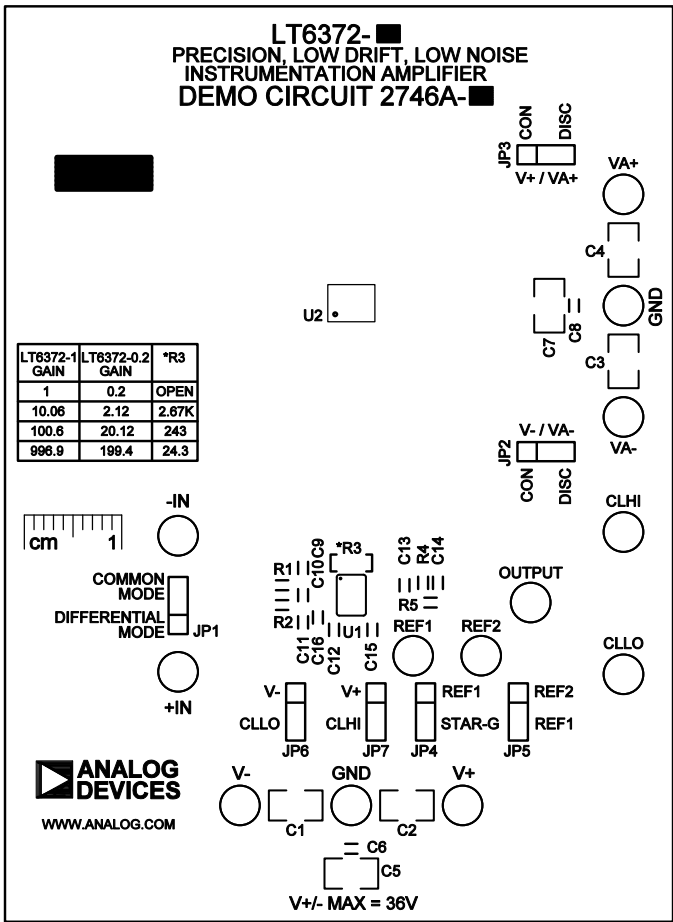 LT6372-
PRECISION, LOW DRIFT, LOW NOISE
INSTRUMENTATION AMPLIFIER
DEMO CIRCUIT 2746A-
CON
DISC
JP3
V+ / VA+
VA+
C4
U2
GND
C7
C8
C3
LT6372-1 GAIN LT6372-0.2 GAIN *R3
1 0.2 OPEN
10.06 2.12 2.67K
100.6 20.12 243
996.9 199.4 24.3
V- / VA-
JP2
CON
DISC
VA-
-IN
CLHI
cm 1
C9
C10
*R3
R1
C13
R4
C14
COMMON
MODE
DIFFERENTIAL
MODE
JP1
OUTPUT
R5
R2
C11
C16
C12
U1
C15
REF1
REF2
CLLO
+IN
V-
CLLO
JP6
V+
CLHI
JP7
REF1
STAR-G
JP4
REF2
REF1
JP5
ANALOG
DEVICES
WWW.ANALOG.COM
V-
GND
V+
C1
C2
C6
C5
V+/- MAX = 36V